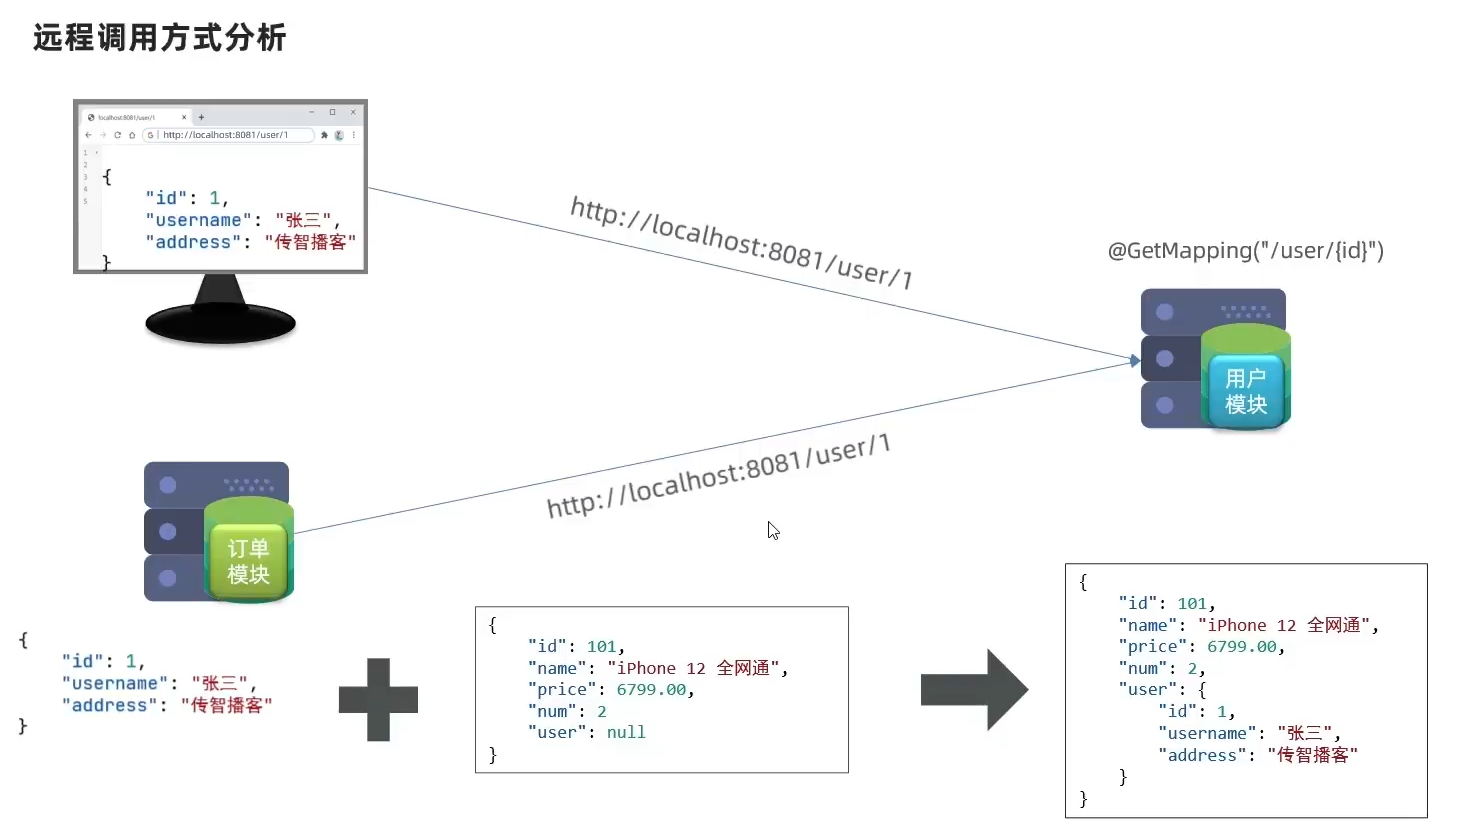 远程调用方式分析
localhost:8081/user/1
http://localhost:8081/user/1
1
2
3
4
5
{
"id": 1,
"username": "张三",
"address": "传智播客"
}
http://localhost:8081/user/1
@GetMapping("/user/{id}")
用户
模块
http://localhost:8081/user/1
订单
模块
{
"id": 1,
"username": "张三",
"address": "传智播客"
}
{
"id": 101,
"name": "iPhone 12 全网通",
"price": 6799.00,
"num": 2
"user": null
}
{
"id": 101,
"name": "iPhone 12 全网通",
"price": 6799.00,
"num": 2,
"user": {
"id": 1,
"username": "张三",
"address": "传智播客"
}
}